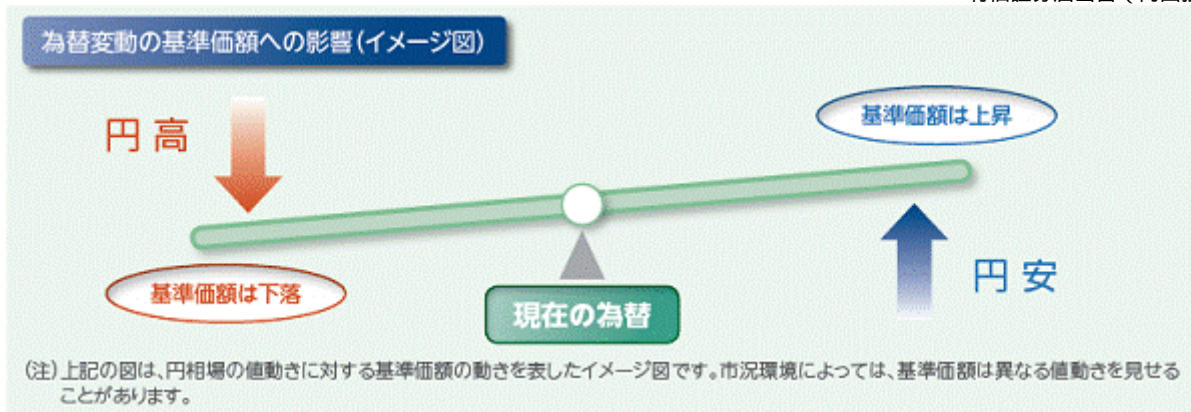 為替変動の基準価額への影響(イメージ図)
円高
基準価額は上昇
基準価額は下落
円安
現在の為替
(注)上記の図は、円相場の値動きに対する基準価額の動きを表したイメージ図です。市況環境によっては、基準価額は異なる値動きを見せる
ことがあります。